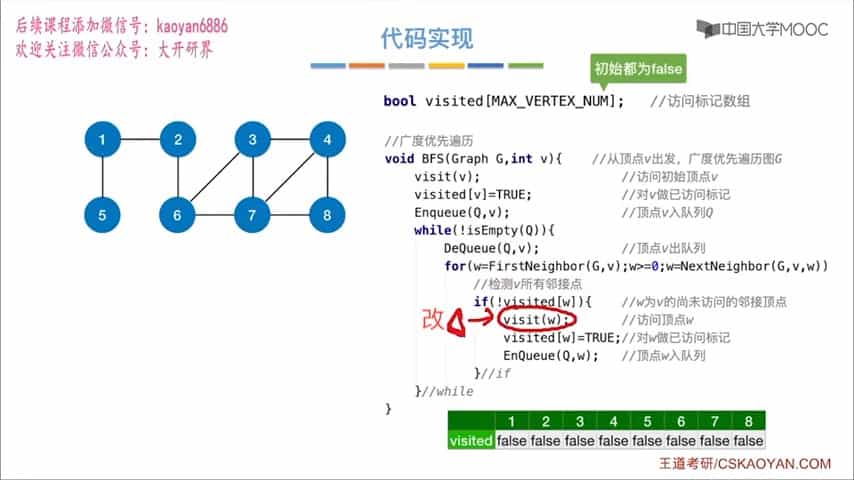 后续课程添加微信号：kaoyan6886
欢迎关注微信公众号：大开研界
代码实现
中国大学MOOC
初始都为false
bool visited[MAX_VERTEX_NUM]; //访问标记数组
//广度优先遍历
void BFS(Graph G,int v){ //从顶点v出发，广度优先遍历图G
visit(v); //访问初始顶点v
visited[v]=TRUE; //对v做已访问标记
Enqueue(Q,v); //顶点v入队列Q
while(!isEmpty(Q)){
DeQueue(Q,v); //顶点v出队列
for(w=FirstNeighbor(G,v);w>=0;w=NextNeighbor(G,v,w))
//检测v所有邻接点
if(!visited[w]){ //w为v的尚未访问的邻接顶点
改 visit(w); //访问顶点w
visited[w]=TRUE;//对w做已访问标记
EnQueue(Q,w); //顶点w入队列
}//if
}//while
}
1 2 3 4
5 6 7 8
1 2 3 4 5 6 7 8
visited false false false false false false false false
王道考研/CSKAOYAN.COM